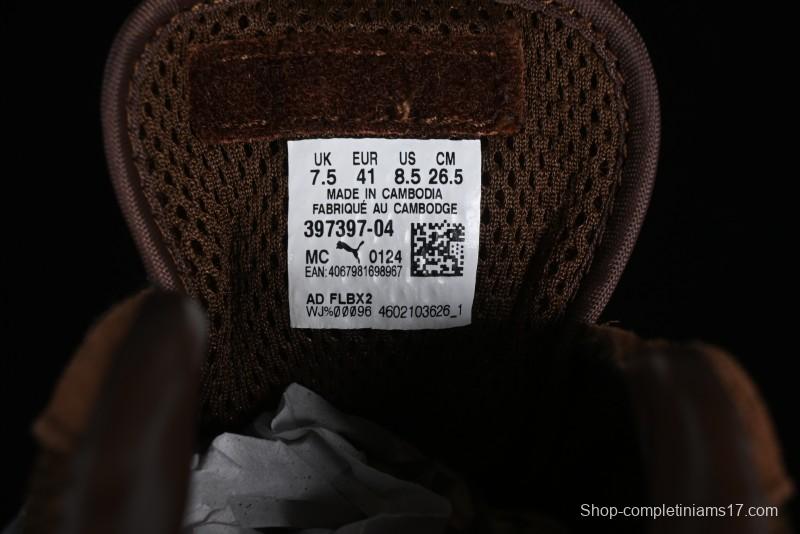 UK EUR US CM
7.5 41 8.5 26.5
MADE IN CAMBODIA
FABRIQUÉ AU CAMBODGE
397397-04
MC 0124
EAN: 4067981698967
AD FLBX2
WJ%00096 4602103626_1
Shop-completiniams17.com